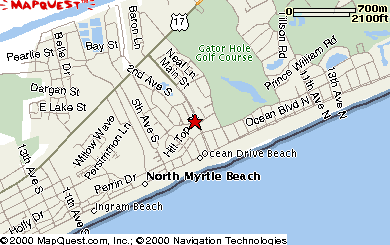 MAPQUEST
700m
2100ft
17
Pearlie St
Belle Dr
Bay St
Baron Ln
Neal Ln
Main St
2nd Ave S
Gator Hole
Golf Course
Tillson Rd
Prince William Rd
11th Ave N
13th Ave N
Dargan St
E Lake St
Willow Wave
Persimmon Ln
5th Ave S
Hill Top
Ocean Blvd N
Ocean Drive Beach
13th Ave S
11th Ave S
Perrin Dr
North Myrtle Beach
Holly Dr
Ingram Beach
©2000 MapQuest.com, Inc.; ©2000 Navigation Technologies